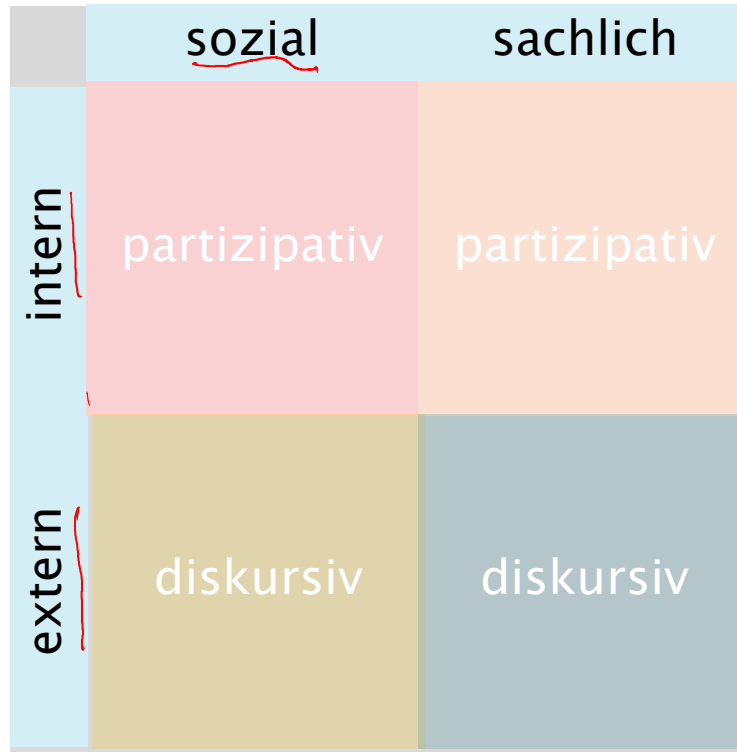 sozial sachlich
intern
partizipativ partizipativ
extern
diskursiv diskursiv